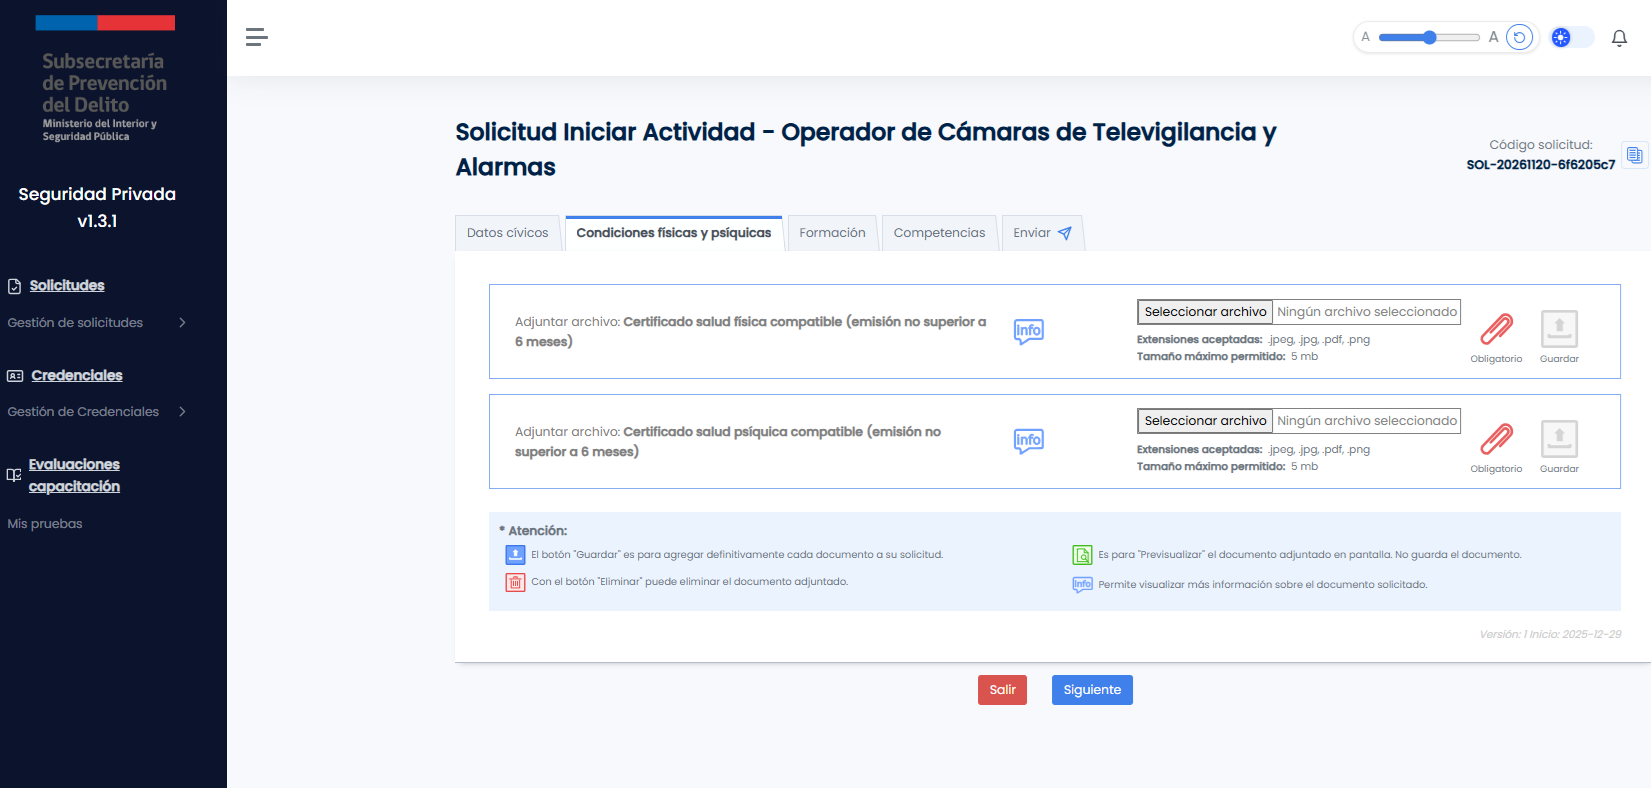 Subsecretaría
de Prevención
del Delito
Ministerio del Interior y
Seguridad Pública
Seguridad Privada
v1.3.1
Solicitudes
Gestión de solicitudes
Credenciales
Gestión de Credenciales
Evaluaciones
capacitación
Mis pruebas
A A
Solicitud Iniciar Actividad - Operador de Cámaras de Televigilancia y
Alarmas
Código solicitud:
SOL-20261120-6f6205c7
Datos cívicos Condiciones físicas y psíquicas Formación Competencias Enviar
Adjuntar archivo: Certificado salud física compatible (emisión no superior a
6 meses)
info
Seleccionar archivo Ningún archivo seleccionado
Extensiones aceptadas: .jpeg, .jpg, .pdf, .png
Tamaño máximo permitido: 5 mb
Obligatorio Guardar
Adjuntar archivo: Certificado salud psíquica compatible (emisión no
superior a 6 meses)
info
Seleccionar archivo Ningún archivo seleccionado
Extensiones aceptadas: .jpeg, .jpg, .pdf, .png
Tamaño máximo permitido: 5 mb
Obligatorio Guardar
* Atención:
El botón "Guardar" es para agregar definitivamente cada documento a su solicitud.
Es para "Previsualizar" el documento adjuntado en pantalla. No guarda el documento.
Con el botón "Eliminar" puede eliminar el documento adjuntado.
info Permite visualizar más información sobre el documento solicitado.
Versión: 1 Inicio: 2025-12-29
Salir Siguiente